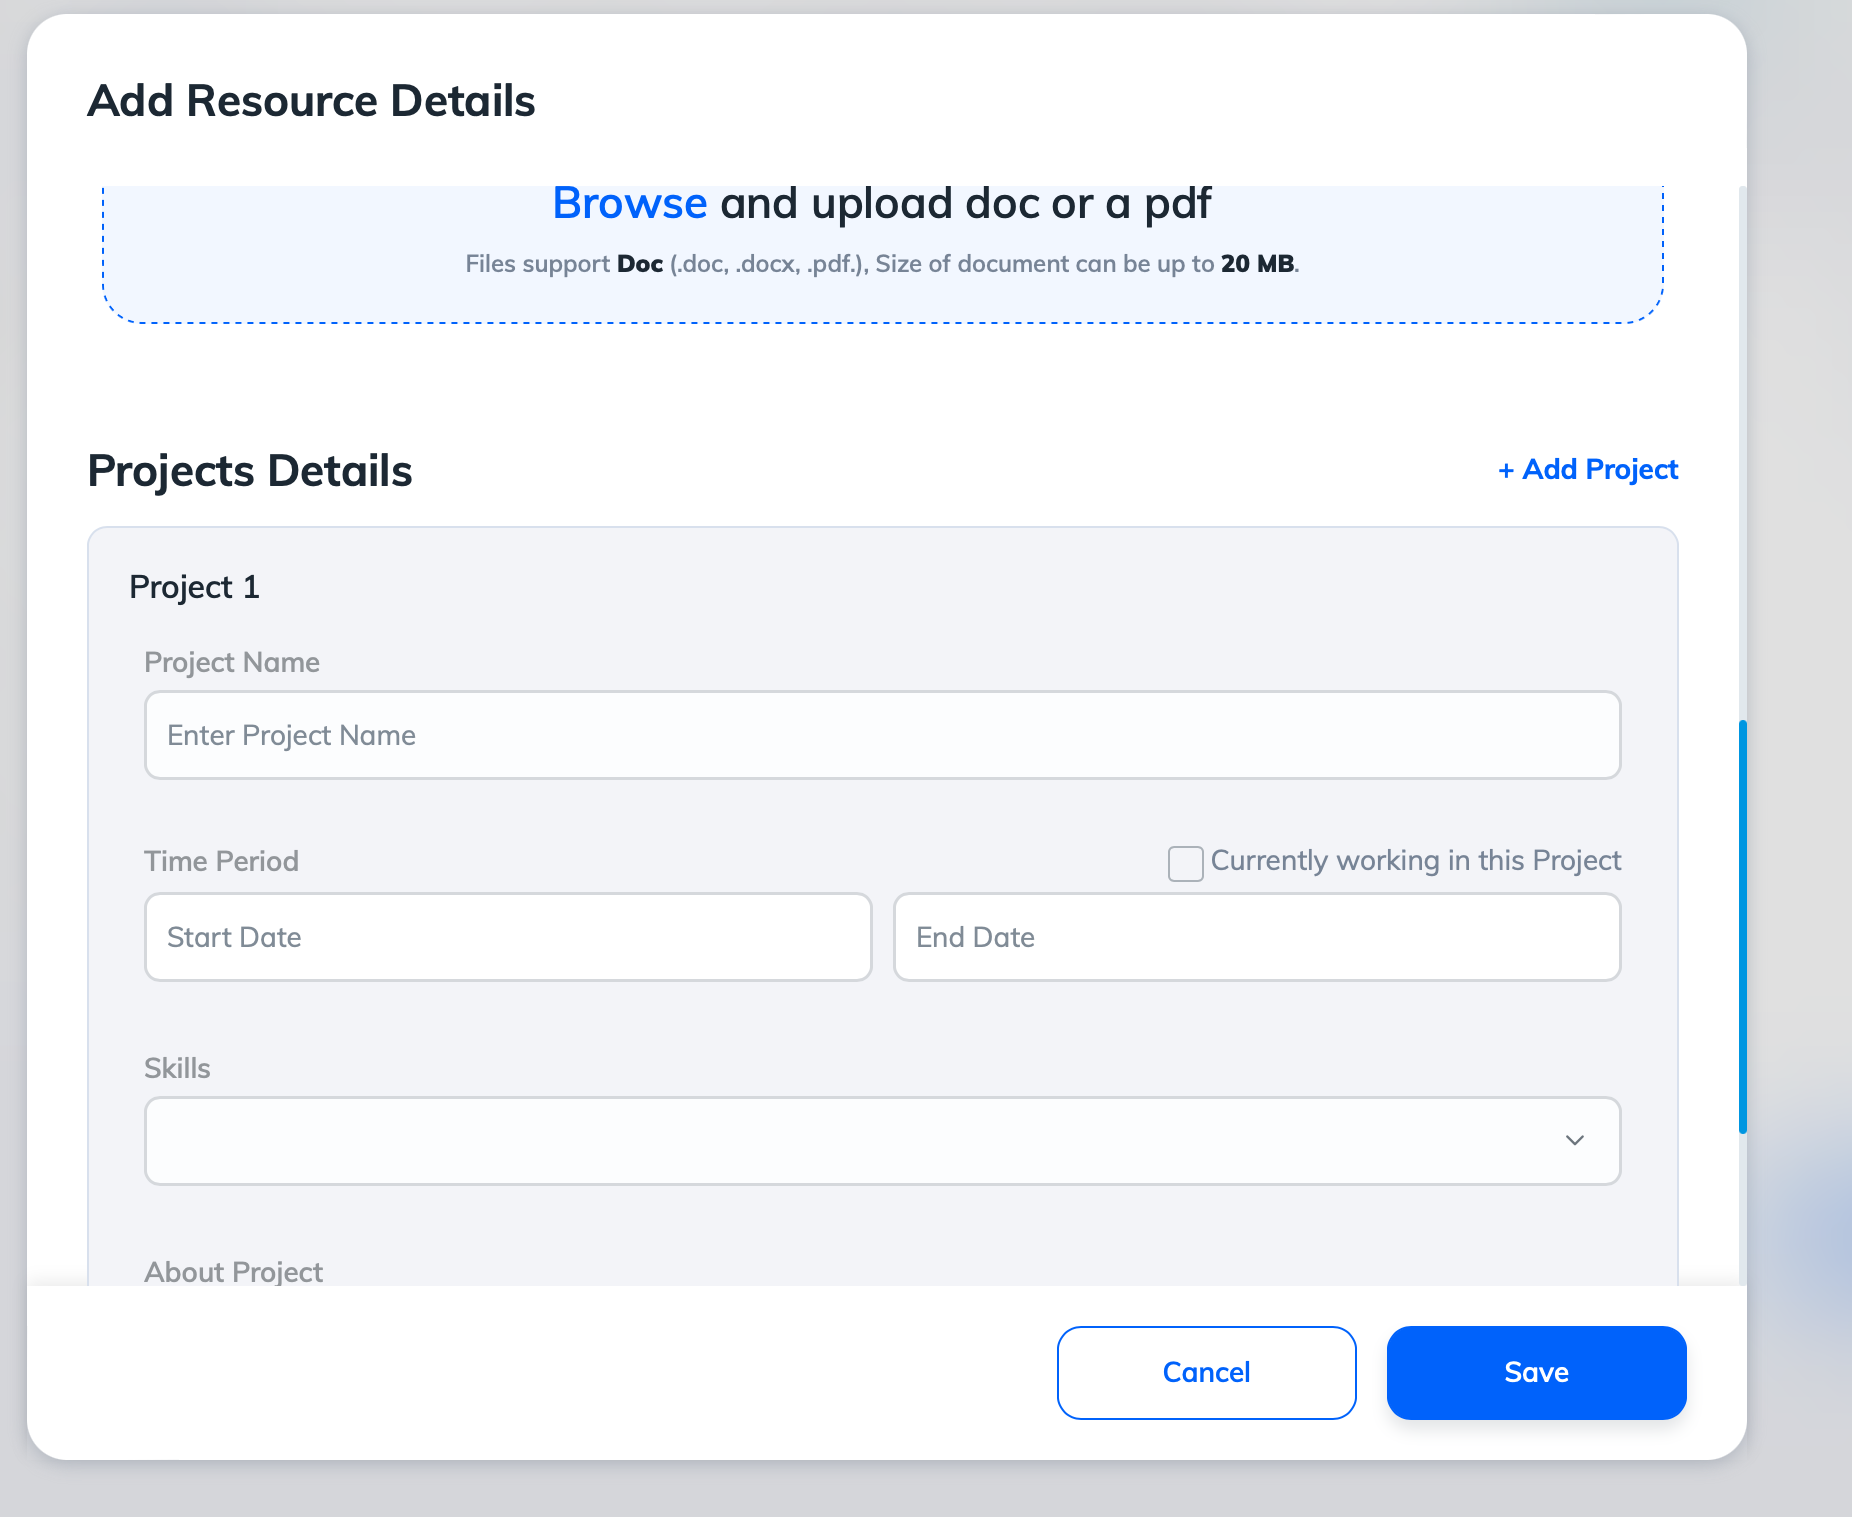 Add Resource Details
Browse and upload doc or a pdf
Files support Doc (.doc, .docx, .pdf.), Size of document can be up to 20 MB.
Projects Details
+ Add Project
Project 1
Project Name
Enter Project Name
Time Period
Currently working in this Project
Start Date
End Date
Skills
About Project
Cancel
Save